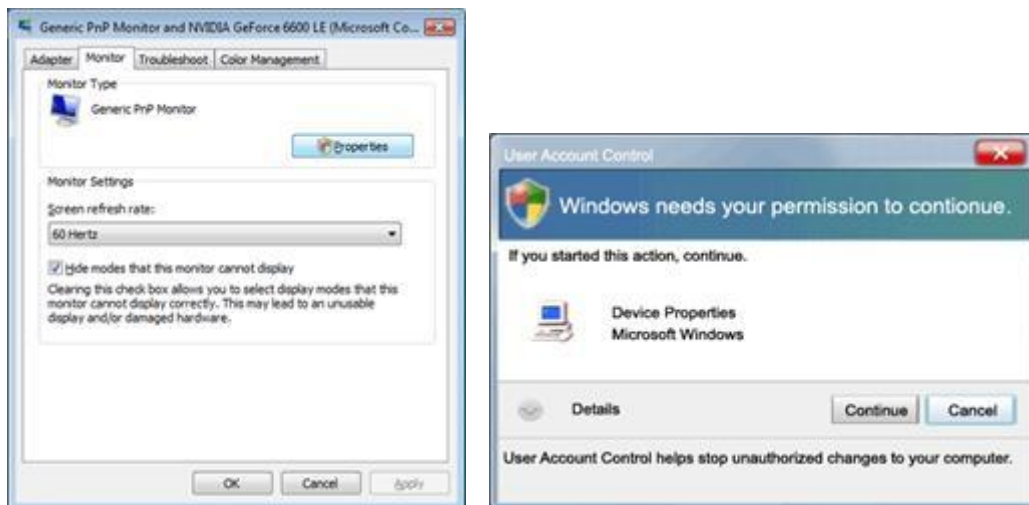 Generic PnP Monitor and NVIDIA GeForce 6600 LE (Microsoft Co...
Adapter Monitor Troubleshoot Color Management
Monitor Type
Generic PnP Monitor
Properties
Monitor Settings
Screen refresh rate:
60 Hertz
Hide modes that this monitor cannot display
Clearing this check box allows you to select display modes that this
monitor cannot display correctly. This may lead to an unusable
display and/or damaged hardware.
OK Cancel Apply
User Account Control
Windows needs your permission to contionue.
If you started this action, continue.
Device Properties
Microsoft Windows
Details Continue Cancel
User Account Control helps stop unauthorized changes to your computer.